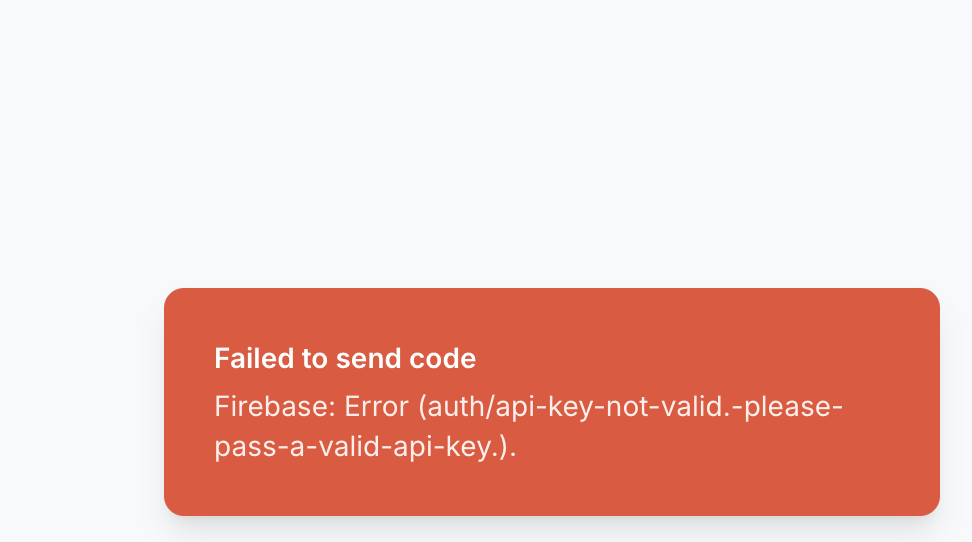 Failed to send code
Firebase: Error (auth/api-key-not-valid.-please-
pass-a-valid-api-key.).